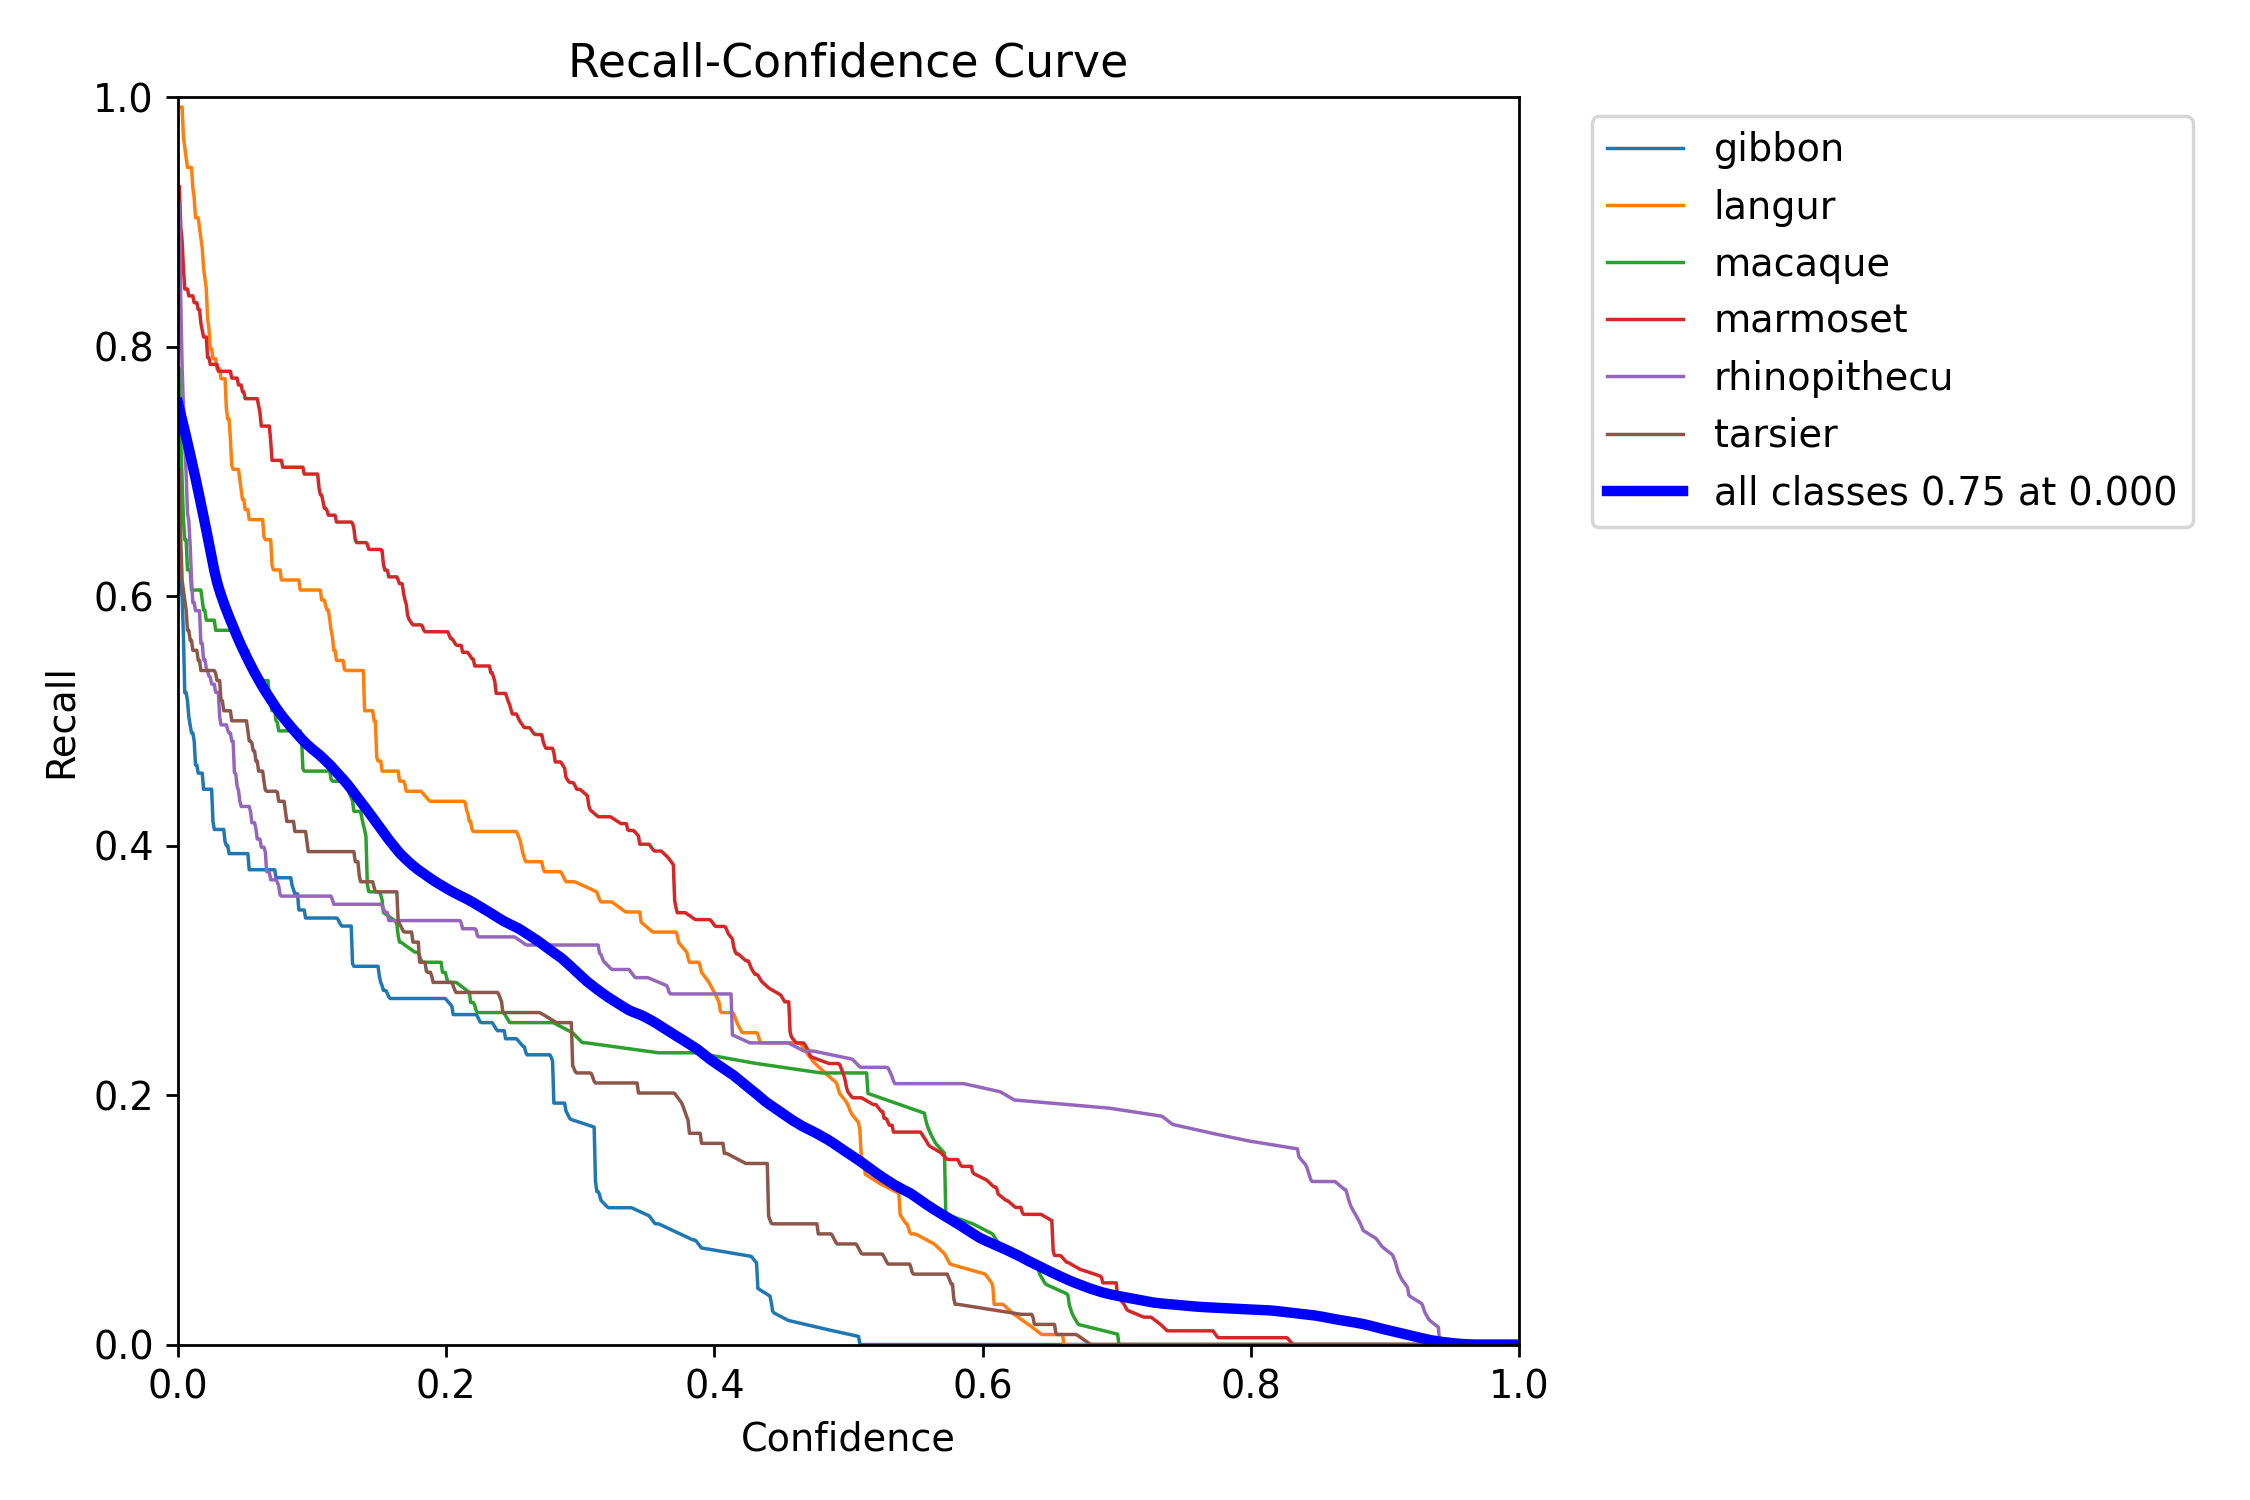 Recall-Confidence Curve
1.0
0.8
0.6
0.4
0.2
0.0
Recall
0.0 0.2 0.4 0.6 0.8 1.0
Confidence
gibbon
langur
macaque
marmoset
rhinopithecu
tarsier
all classes 0.75 at 0.000